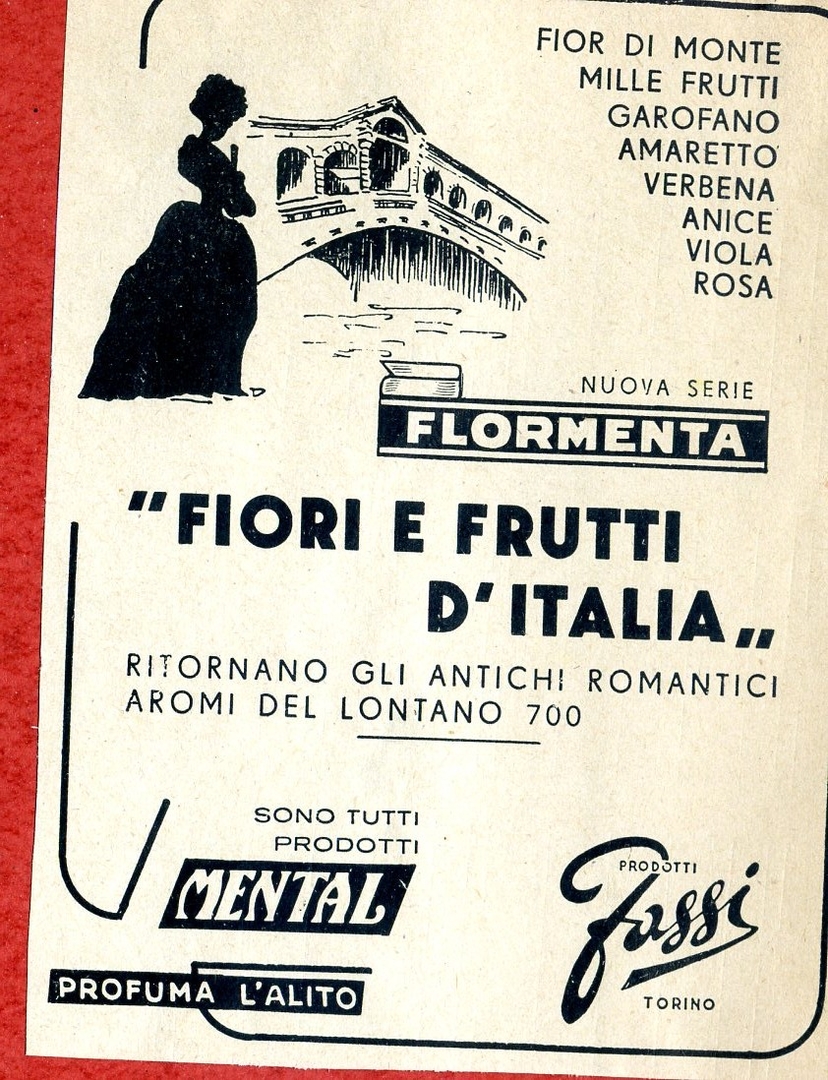 FIOR DI MONTE
MILLE FRUTTI
GAROFANO
AMARETTO
VERBENA
ANICE
VIOLA
ROSA
NUOVA SERIE
FLORMENTA
"FIORI E FRUTTI
D'ITALIA„
RITORNANO GLI ANTICHI ROMANTICI
AROMI DEL LONTANO 700
SONO TUTTI
PRODOTTI
MENTAL
PROFUMA L'ALITO
PRODOTTI
Fassi
TORINO